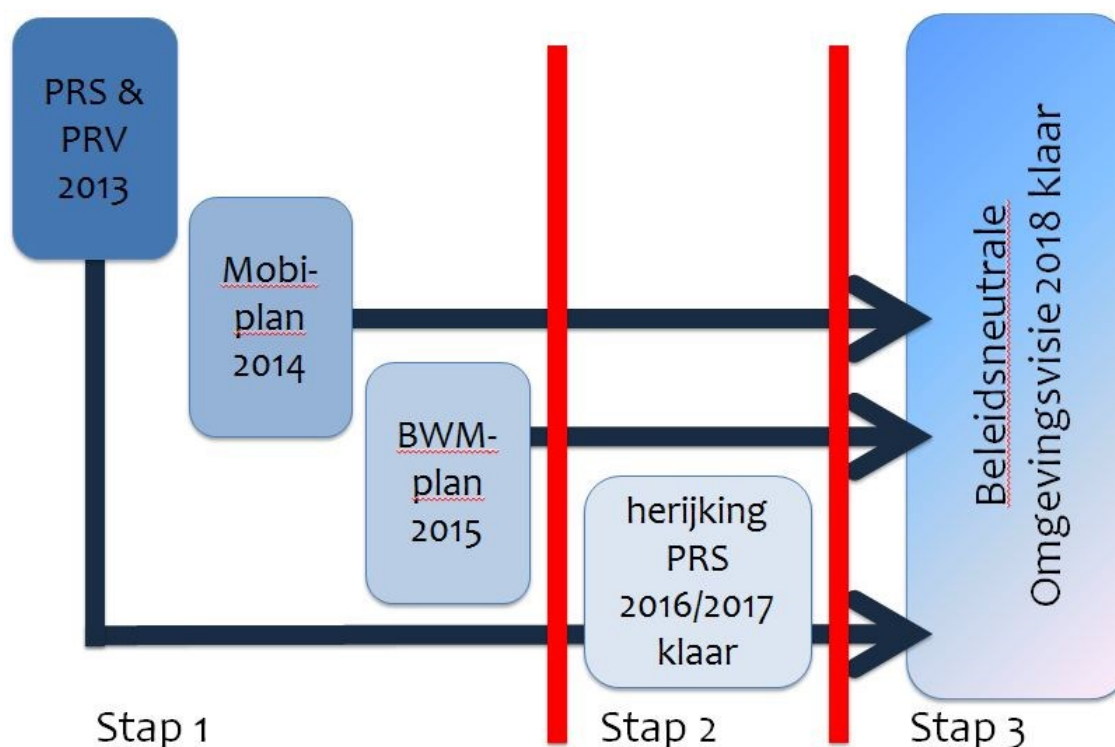 PRS &
PRV
2013
Mobi-
plan
2014
BWM-
plan
2015
herijking
PRS
2016/2017
klaar
Beleidsneutrale
Omgevingsvisie 2018 klaar
Stap 1
Stap 2
Stap 3